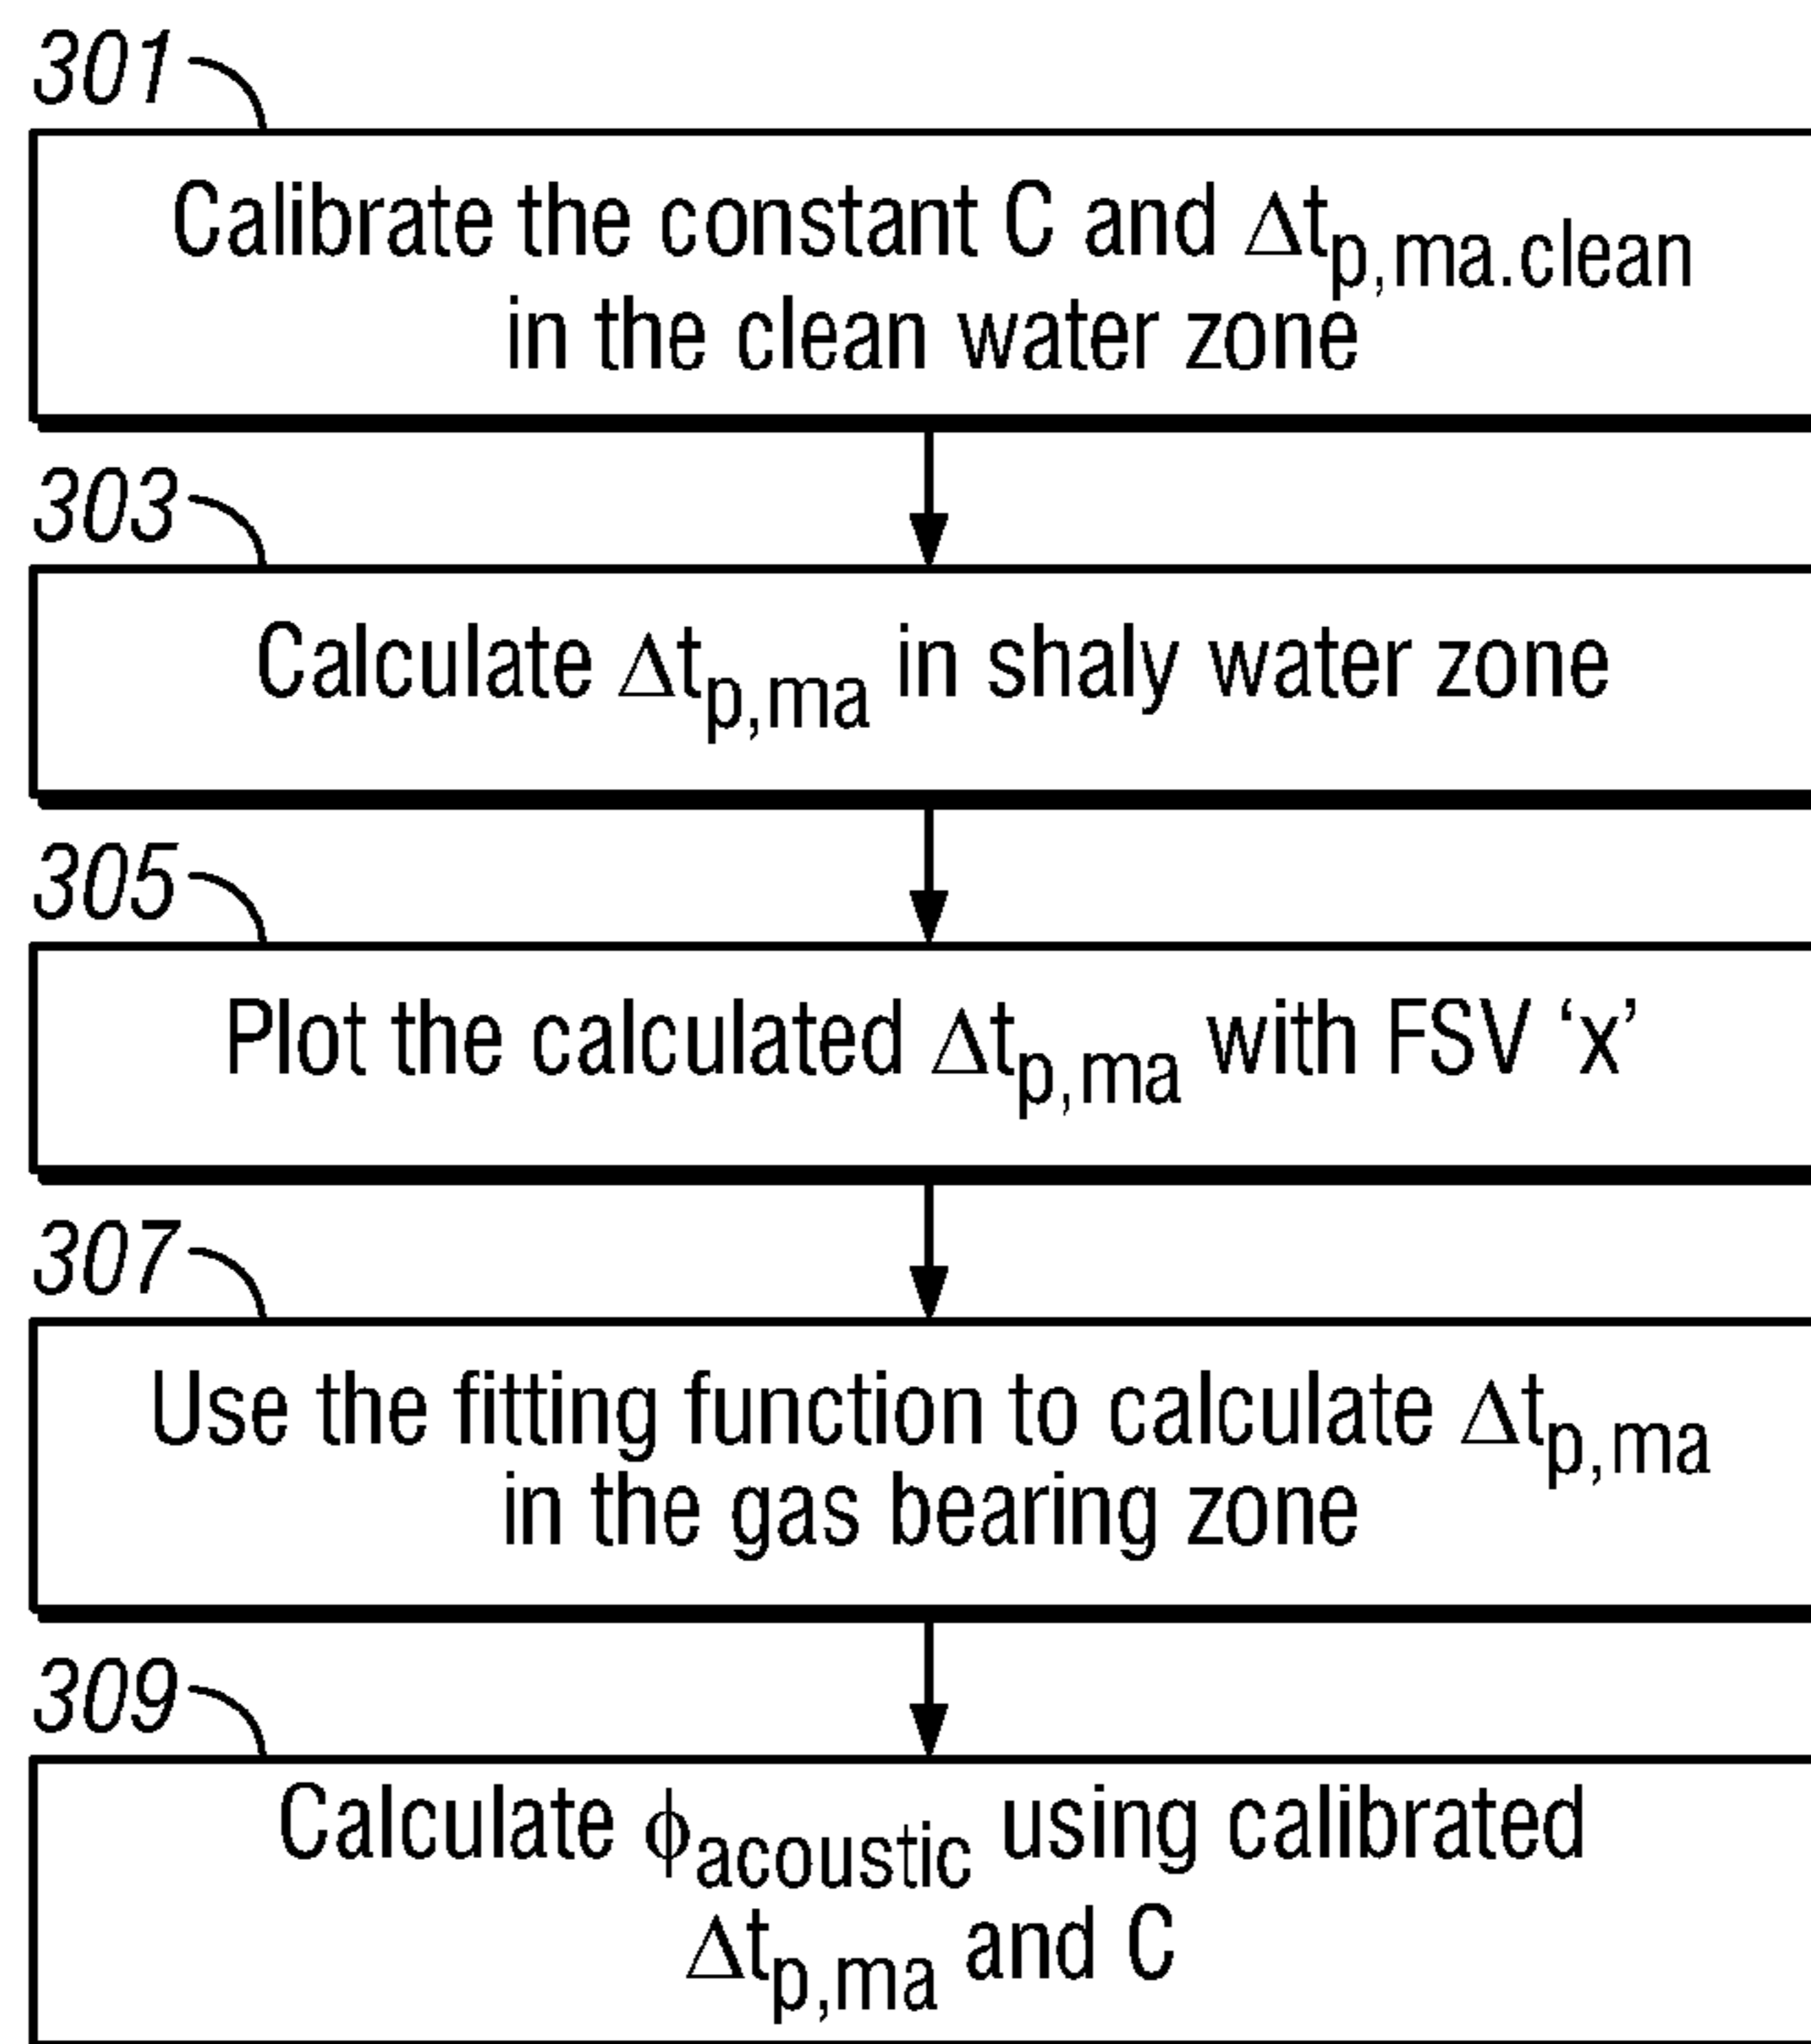 301
Calibrate the constant C and Δtp,ma.clean
in the clean water zone
303
Calculate Δtp,ma in shaly water zone
305
Plot the calculated Δtp,ma with FSV ‘x’
307
Use the fitting function to calculate Δtp,ma
in the gas bearing zone
309
Calculate ϕacoustic using calibrated
Δtp,ma and C